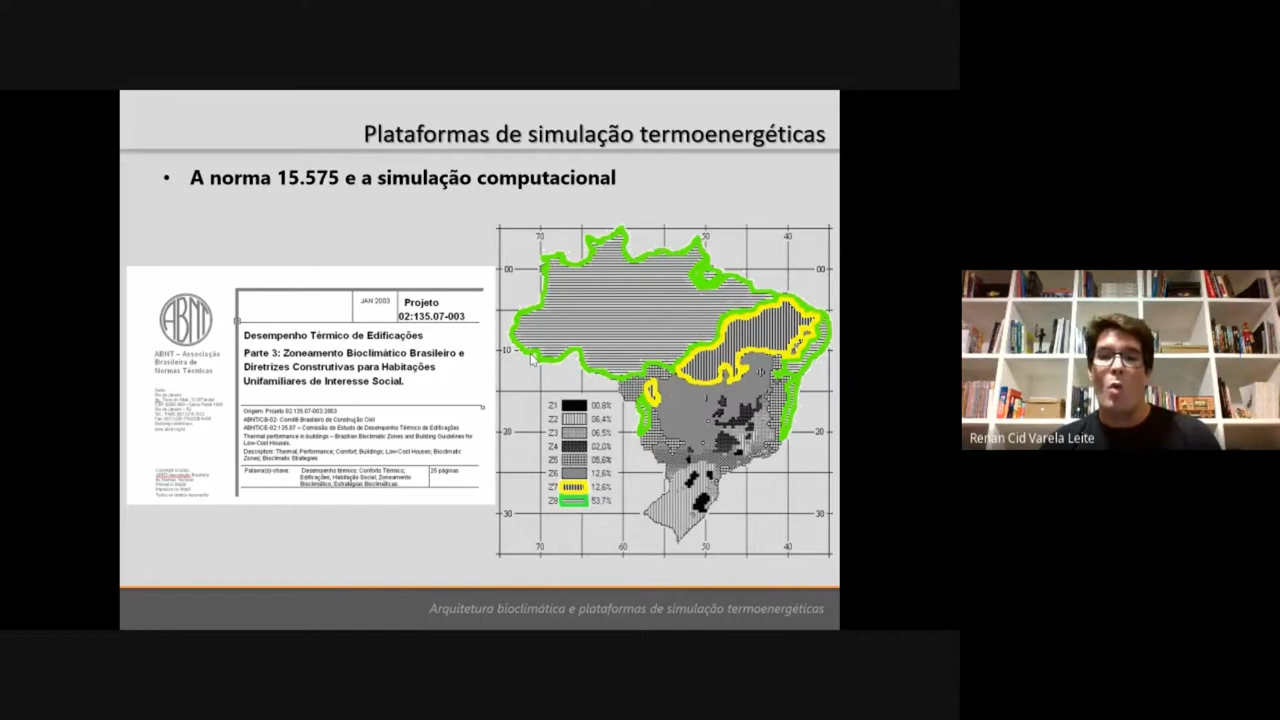 Plataformas de simulação termoenergéticas
• A norma 15.575 e a simulação computacional
ABNT
ABNT – Associação
Brasileira de
Normas Técnicas
JAN 2003
Projeto
02:135.07-003
Desempenho Térmico de Edificações
Parte 3: Zoneamento Bioclimático Brasileiro e
Diretrizes Construtivas para Habitações
Unifamiliares de Interesse Social.
Origem: Projeto 02:135.07-003:2003
ABNT/CB-02- Comitê Brasileiro de Construção Civil
ABNT/CE-02:135.07 – Comissão de Estudo de Desempenho Térmico de Edificações
Thermal performance in buildings – Brazilian Bioclimatic Zones and Building Guidelines for
Low-Cost Houses.
Descriptors: Thermal; Performance; Comfort; Buildings; Low-Cost Houses; Bioclimatic
Zones; Bioclimatic Strategies
Palavra(s)-chave:
Desempenho térmico; Conforto Térmico;
Edificações; Habitação Social; Zoneamento
Bioclimático; Estratégias Bioclimáticas.
25 páginas
70 50 40
00 00
10 10
20 20
30 30
70 60 50 40
Z1 00,8%
Z2 06,4%
Z3 06,5%
Z4 02,0%
Z5 05,6%
Z6 12,6%
Z7 12,6%
Z8 53,7%
Arquitetura bioclimática e plataformas de simulação termoenergéticas
Renan Cid Varela Leite